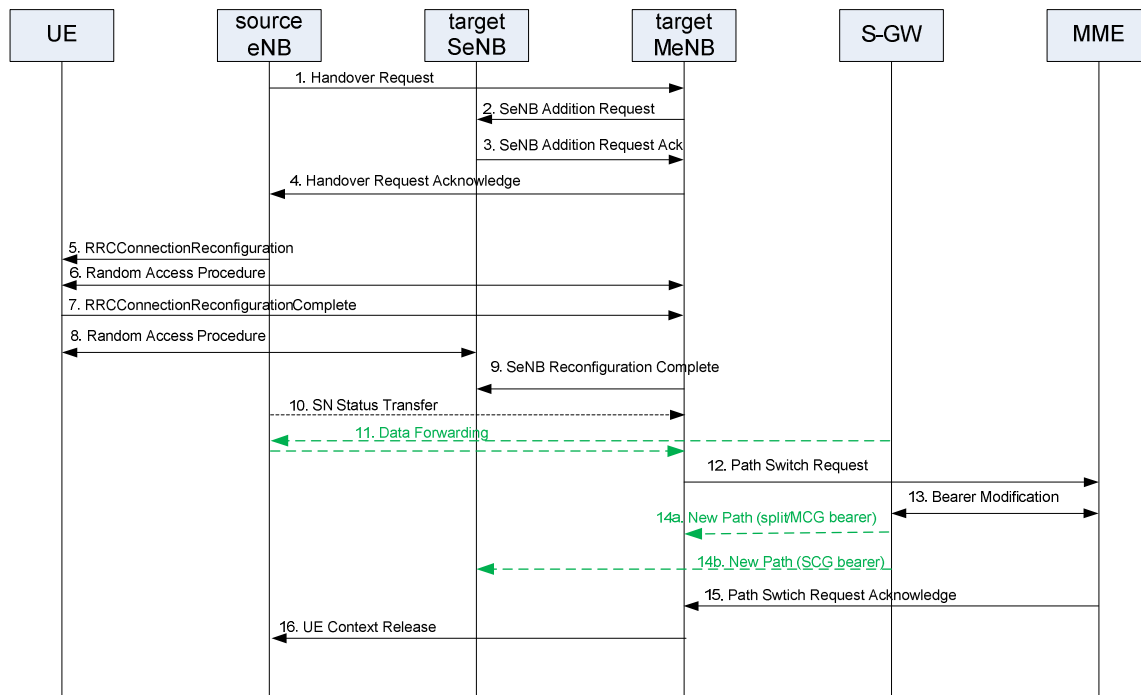 UE
source
eNB
target
SeNB
target
MeNB
S-GW
MME
1. Handover Request
2. SeNB Addition Request
3. SeNB Addition Request Ack
4. Handover Request Acknowledge
5. RRCConnectionReconfiguration
6. Random Access Procedure
7. RRCConnectionReconfigurationComplete
8. Random Access Procedure
9. SeNB Reconfiguration Complete
10. SN Status Transfer
11. Data Forwarding
12. Path Switch Request
13. Bearer Modification
14a. New Path (split/MCG bearer)
14b. New Path (SCG bearer)
15. Path Swtich Request Acknowledge
16. UE Context Release